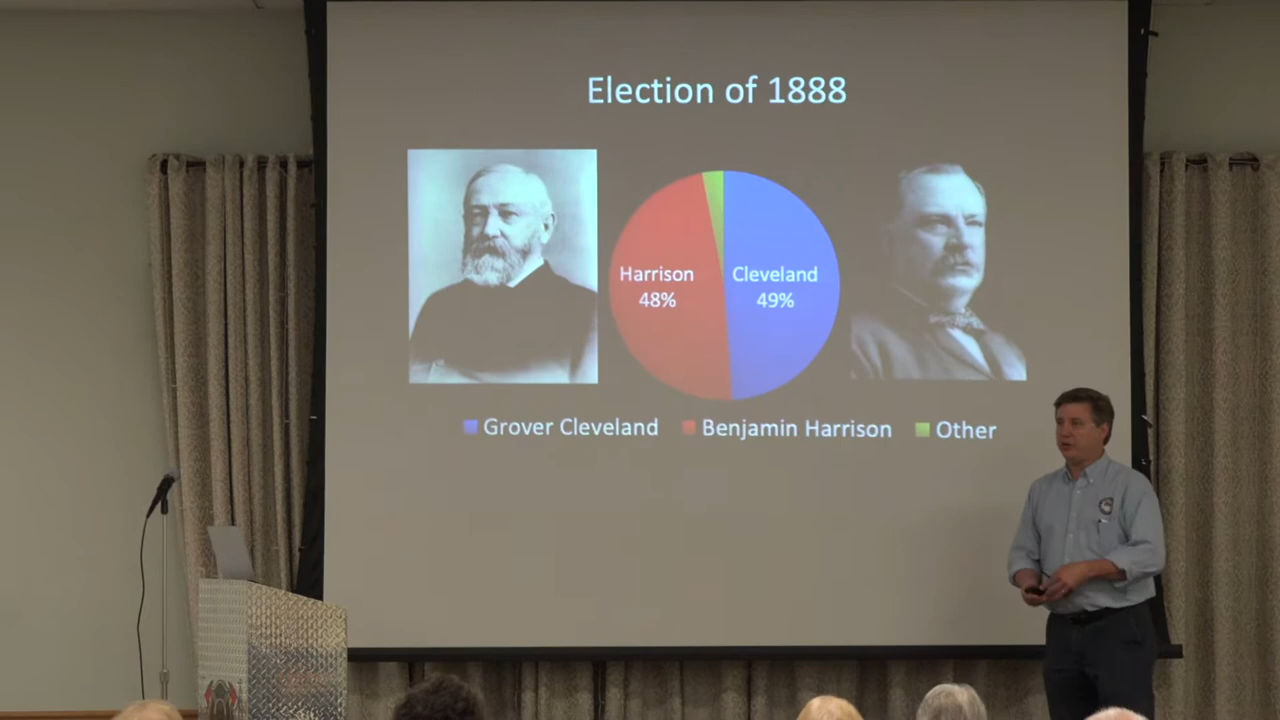 Election of 1888
Harrison
48%
Cleveland
49%
Grover Cleveland
Benjamin Harrison
Other